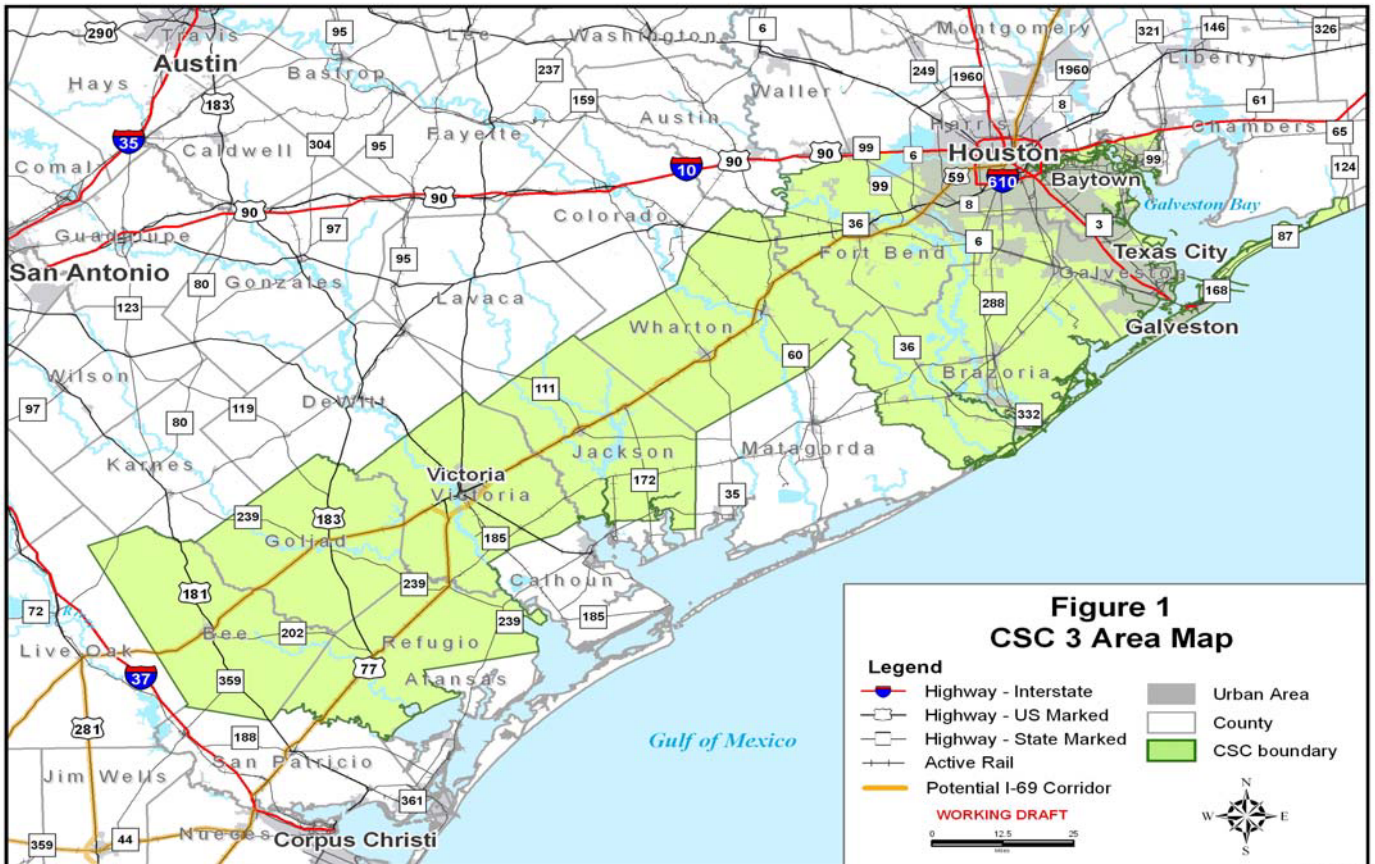 290
Travis
95
Lee
Washington
6
Montgomery
321
146
326
Austin
Hays
183
Bastrop
237
159
Waller
249
1960
1960
Liberty
8
61
35
Caldwell
304
95
Fayette
Austin
Harris
Chambers
65
Comal
10
90
90
99
6
Houston
99
124
90
90
99
59
610
Baytown
8
Galveston Bay
Guadalupe
97
95
Colorado
36
Fort Bend
6
3
87
San Antonio
80
Gonzales
Lavaca
Texas City
Galveston
168
123
288
Galveston
Wharton
60
36
Wilson
97
80
119
DeWitt
111
Brazoria
332
Karnes
Jackson
Matagorda
Victoria
Victoria
172
35
239
183
Goliad
185
181
239
Calhoun
72
Bee
202
239
185
Live Oak
Refugio
37
359
77
Aransas
281
188
San Patricio
Gulf of Mexico
Jim Wells
361
359
44
Nueces
Corpus Christi
Figure 1
CSC 3 Area Map
Legend
Highway - Interstate
Highway - US Marked
Highway - State Marked
Active Rail
Potential I-69 Corridor
Urban Area
County
CSC boundary
WORKING DRAFT
0 12.5 25
Miles
N
W E
S